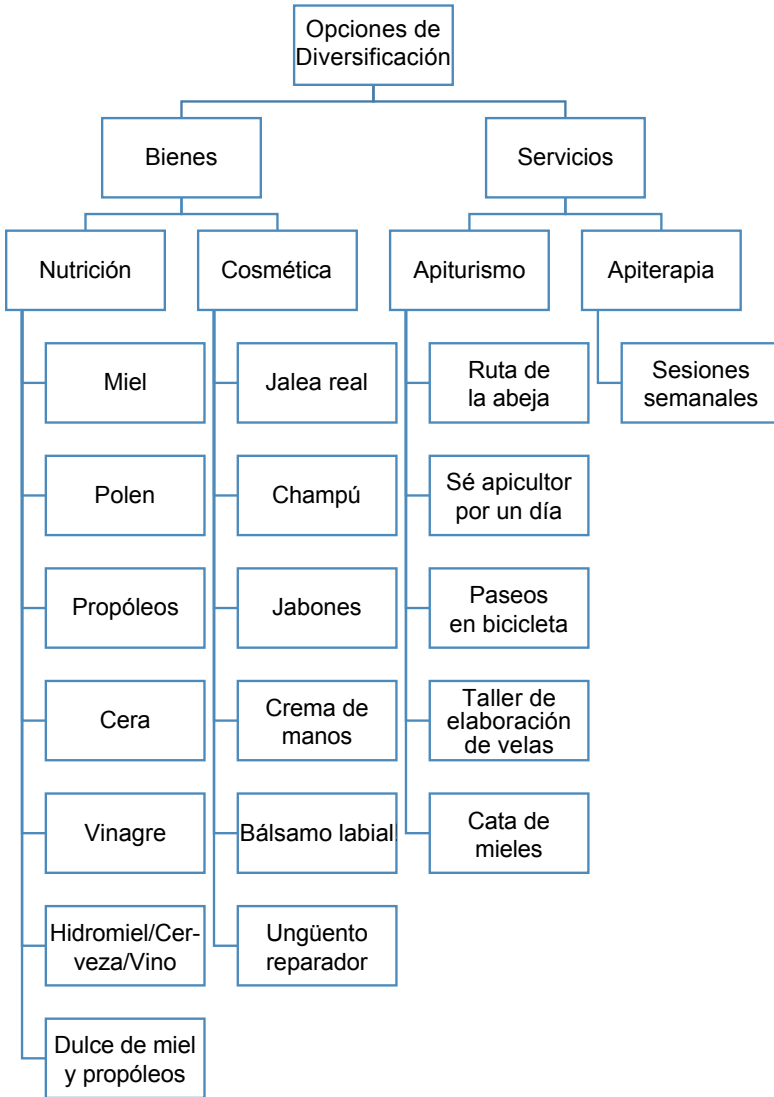 Opciones de
Diversificación
Bienes
Servicios
Nutrición
Cosmética
Apiturismo
Apiterapia
Miel
Jalea real
Ruta de
la abeja
Sesiones
semanales
Polen
Champú
Sé apicultor
por un día
Propóleos
Jabones
Paseos
en bicicleta
Cera
Crema de
manos
Taller de
elaboración
de velas
Vinagre
Bálsamo labial
Cata de
mieles
Hidromiel/Cer-
veza/Vino
Ungüento
reparador
Dulce de miel
y propóleos